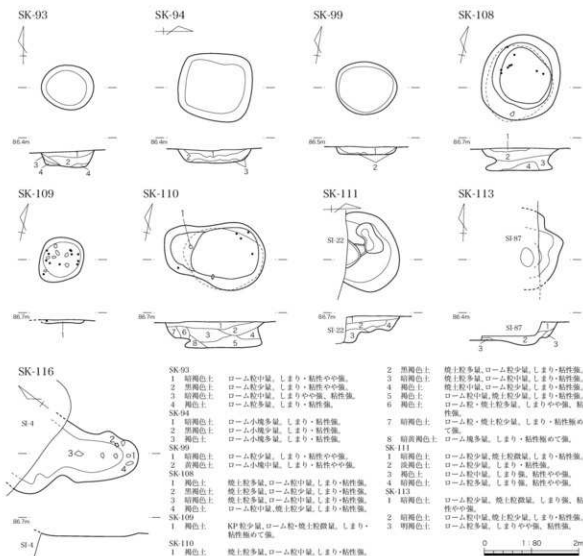 SK-93 SK-94 SK-99 SK-108
86.4m 86.4m 86.5m 86.7m
SK-109 SK-110 SK-111 SK-113
SI-22 SI-87
86.7m 86.7m 86.7m 86.4m
SI-22 SI-87
SK-116
SI-4
86.7m
SI-4
SK-93
1 暗褐色土 ローム粒中量。しまり・粘性やや強。
2 黒褐色土 ローム粒少量。しまり・粘性やや強。
3 暗褐色土 ローム粒中量。しまりやや強、粘性強。
4 褐色土 ローム粒多量。しまり・粘性強。
SK-94
1 暗褐色土 ローム小塊多量。しまり・粘性強。
2 黒褐色土 ローム小塊少量。しまり・粘性強。
3 褐色土 ローム小塊多量。しまり・粘性強。
SK-99
1 暗褐色土 ローム粒少量。しまり・粘性やや強。
2 黄褐色土 ローム小塊中量。しまり・粘性やや強。
SK-108
1 褐色土 焼土粒多量、ローム粒中量。しまり・粘性強。
2 黒褐色土 焼土粒多量、ローム粒少量。しまり・粘性強。
3 暗褐色土 焼土粒多量、ローム粒中量。しまり・粘性強。
4 褐色土 ローム粒中量、焼土粒少量。しまり・粘性強。
SK-109
1 褐色土 KP粒少量、ローム粒・焼土粒微量。しまり・
粘性極めて強。
SK-110
1 褐色土 焼土粒多量、ローム粒中量。しまり・粘性強。
2 黒褐色土 焼土粒多量、ローム粒少量。しまり・粘性強。
3 暗褐色土 焼土粒多量、ローム粒中量。しまり・粘性強。
4 褐色土 焼土粒中量、ローム粒少量。しまり・粘性強。
5 褐色土 ローム粒中量、焼土粒少量。しまり・粘性強。
6 褐色土 ローム粒・焼土粒多量。しまりやや強、粘
性強。
7 暗褐色土 ローム粒・焼土粒少量。しまり・粘性極め
て強。
8 暗黄褐色土 ローム塊多量。しまり・粘性極めて強。
SK-111
1 暗褐色土 ローム粒少量、焼土粒微量。しまり・粘性強。
2 淡褐色土 ローム粒少量。しまり・粘性強。
3 褐色土 ローム粒中量。しまり強、粘性やや強。
4 暗褐色土 ローム粒多量。しまり強、粘性やや強。
SK-113
1 暗褐色土 ローム粒少量、焼土粒微量。しまり強、粘
性やや強。
2 暗褐色土 ローム粒中量、焼土粒少量。しまり・粘性強。
3 明褐色土 ローム粒多量。しまりやや強、粘性強。
0 1:80 2m